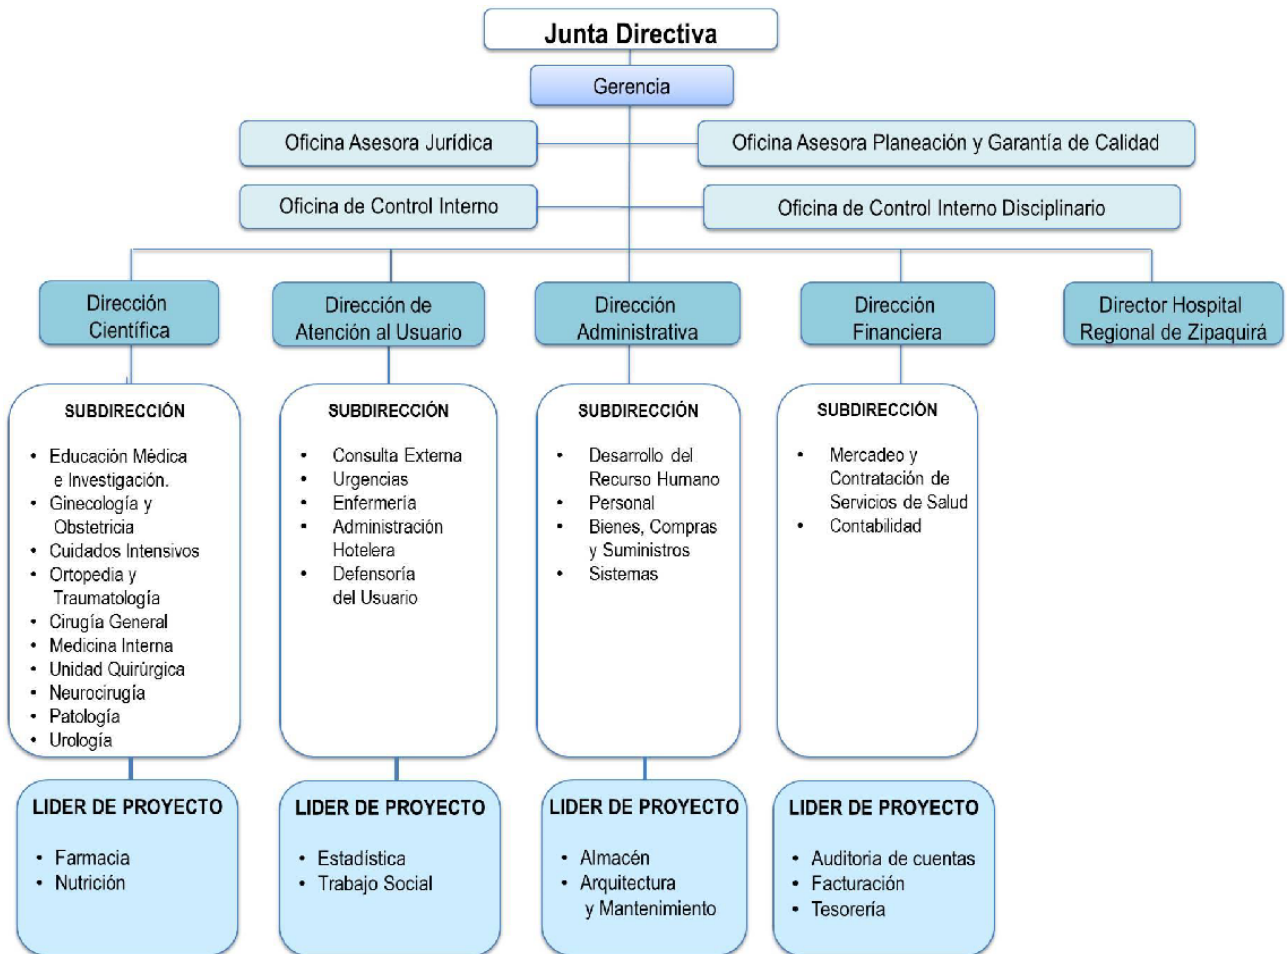 Junta Directiva
Gerencia
Oficina Asesora Jurídica
Oficina Asesora Planeación y Garantía de Calidad
Oficina de Control Interno
Oficina de Control Interno Disciplinario
Dirección
Científica
Dirección de
Atención al Usuario
Dirección
Administrativa
Dirección
Financiera
Director Hospital
Regional de Zipaquirá
SUBDIRECCIÓN
• Educación Médica
e Investigación.
• Ginecología y
Obstetricia
• Cuidados Intensivos
• Ortopedia y
Traumatología
• Cirugía General
• Medicina Interna
• Unidad Quirúrgica
• Neurocirugía
• Patología
• Urología
SUBDIRECCIÓN
• Consulta Externa
• Urgencias
• Enfermería
• Administración
Hotelera
• Defensoría
del Usuario
SUBDIRECCIÓN
• Desarrollo del
Recurso Humano
• Personal
• Bienes, Compras
y Suministros
• Sistemas
SUBDIRECCIÓN
• Mercadeo y
Contratación de
Servicios de Salud
• Contabilidad
LIDER DE PROYECTO
• Farmacia
• Nutrición
LIDER DE PROYECTO
• Estadística
• Trabajo Social
LIDER DE PROYECTO
• Almacén
• Arquitectura
y Mantenimiento
LIDER DE PROYECTO
• Auditoria de cuentas
• Facturación
• Tesorería